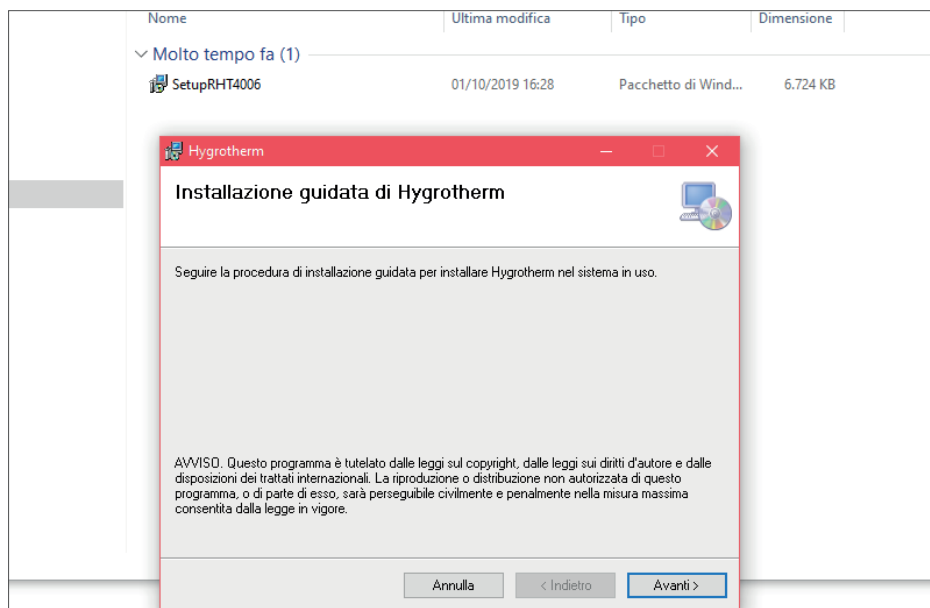 Nome Ultima modifica Tipo Dimensione
Molto tempo fa (1)
SetupRHT4006 01/10/2019 16:28 Pacchetto di Wind... 6.724 KB
Hygrotherm
Installazione guidata di Hygrotherm
Seguire la procedura di installazione guidata per installare Hygrotherm nel sistema in uso.
AVVISO. Questo programma è tutelato dalle leggi sul copyright, dalle leggi sui diritti d'autore e dalle
disposizioni dei trattati internazionali. La riproduzione o distribuzione non autorizzata di questo
programma, o di parte di esso, sarà perseguibile civilmente e penalmente nella misura massima
consentita dalla legge in vigore.
Annulla < Indietro Avanti >